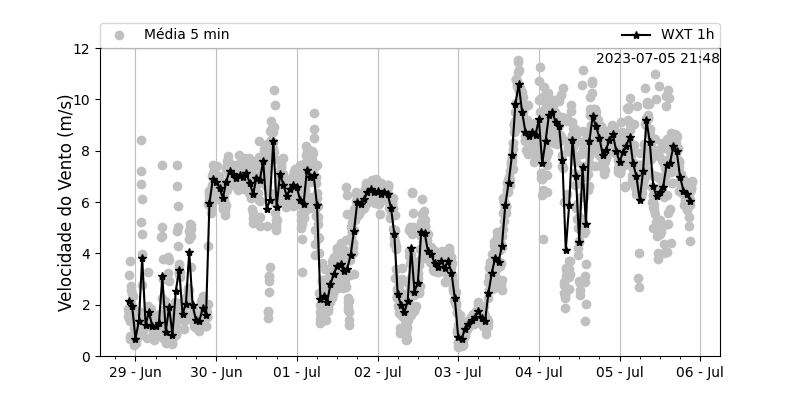 Média 5 min
WXT 1h
2023-07-05 21:48
Velocidade do Vento (m/s)
12
10
8
6
4
2
0
29 - Jun
30 - Jun
01 - Jul
02 - Jul
03 - Jul
04 - Jul
05 - Jul
06 - Jul